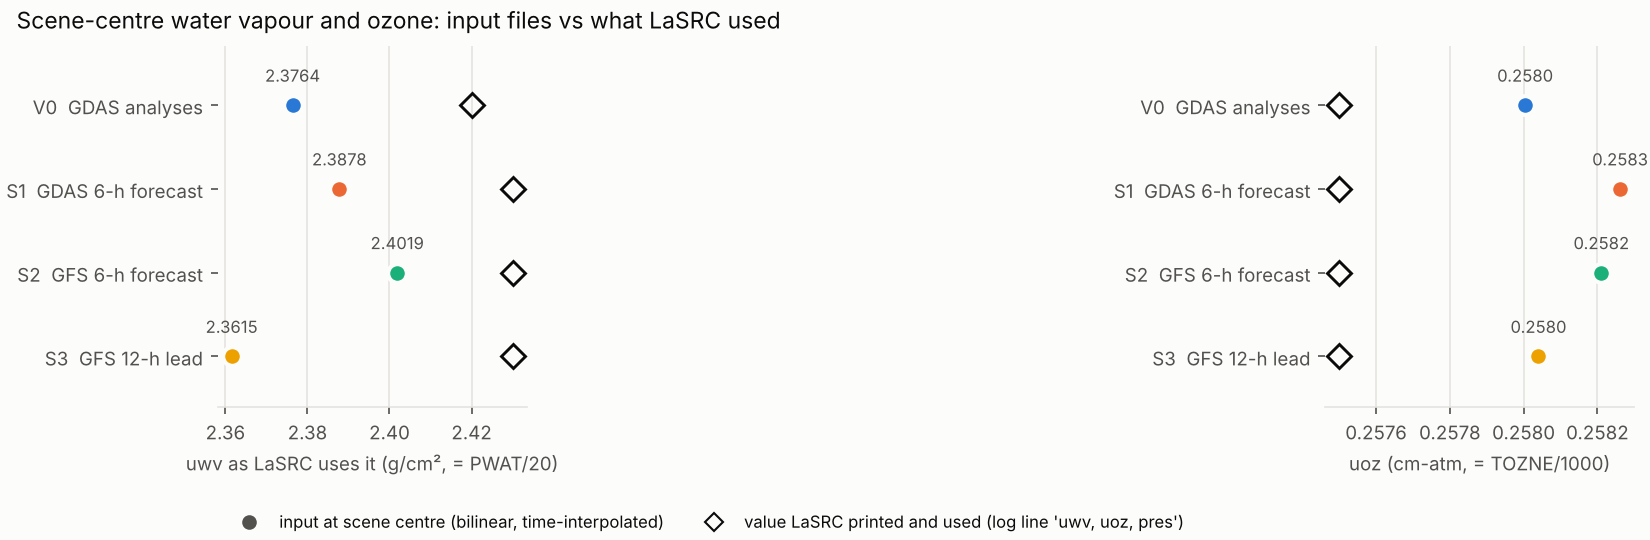 Scene-centre water vapour and ozone: input files vs what LaSRC used
2.3764
V0 GDAS analyses
2.3878
S1 GDAS 6-h forecast
2.4019
S2 GFS 6-h forecast
2.3615
S3 GFS 12-h lead
2.36 2.38 2.40 2.42
uwv as LaSRC uses it (g/cm², = PWAT/20)
0.2580
V0 GDAS analyses
0.2583
S1 GDAS 6-h forecast
0.2582
S2 GFS 6-h forecast
0.2580
S3 GFS 12-h lead
0.2576 0.2578 0.2580 0.2582
uoz (cm-atm, = TOZNE/1000)
input at scene centre (bilinear, time-interpolated)
value LaSRC printed and used (log line 'uwv, uoz, pres')